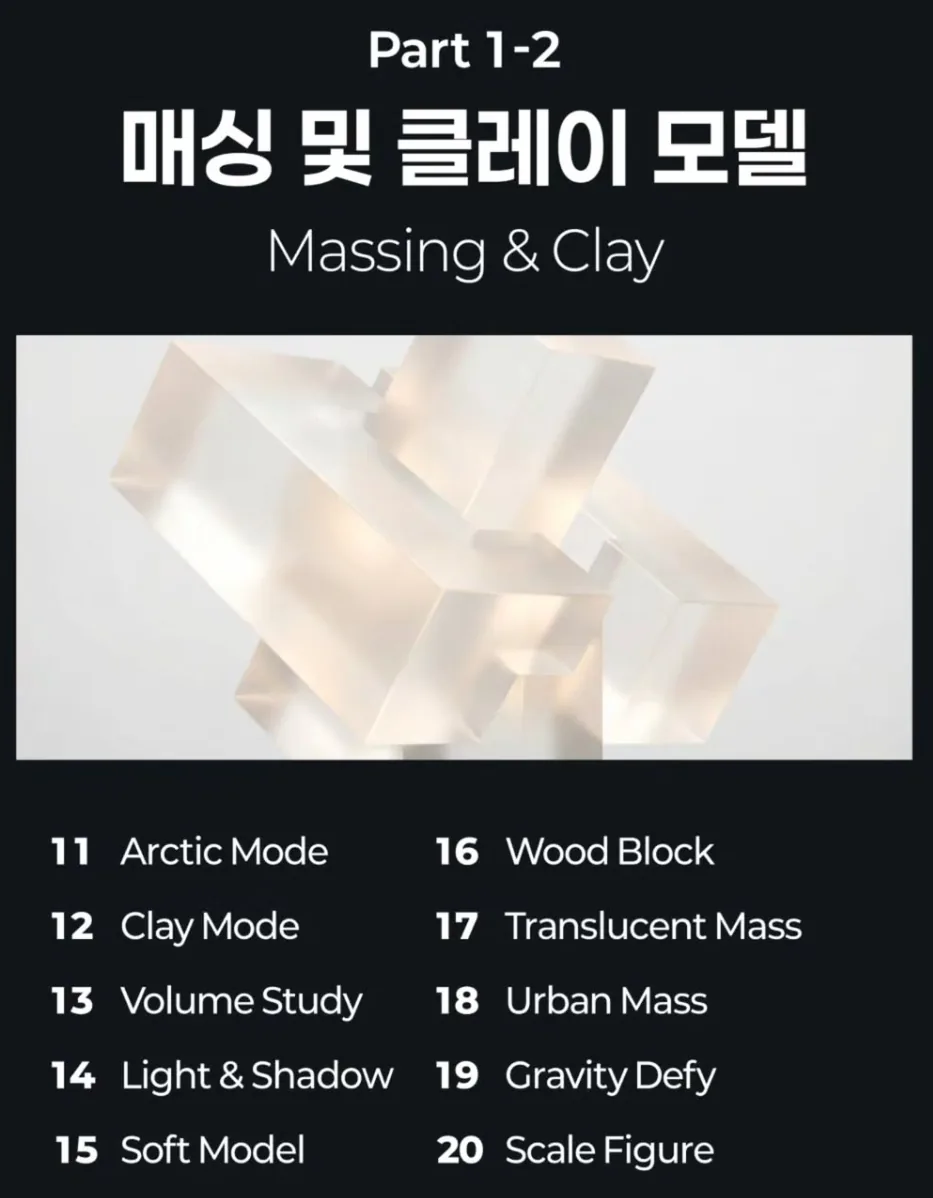 Part 1-2
매싱 및 클레이 모델
Massing & Clay
11 Arctic Mode
12 Clay Mode
13 Volume Study
14 Light & Shadow
15 Soft Model
16 Wood Block
17 Translucent Mass
18 Urban Mass
19 Gravity Defy
20 Scale Figure